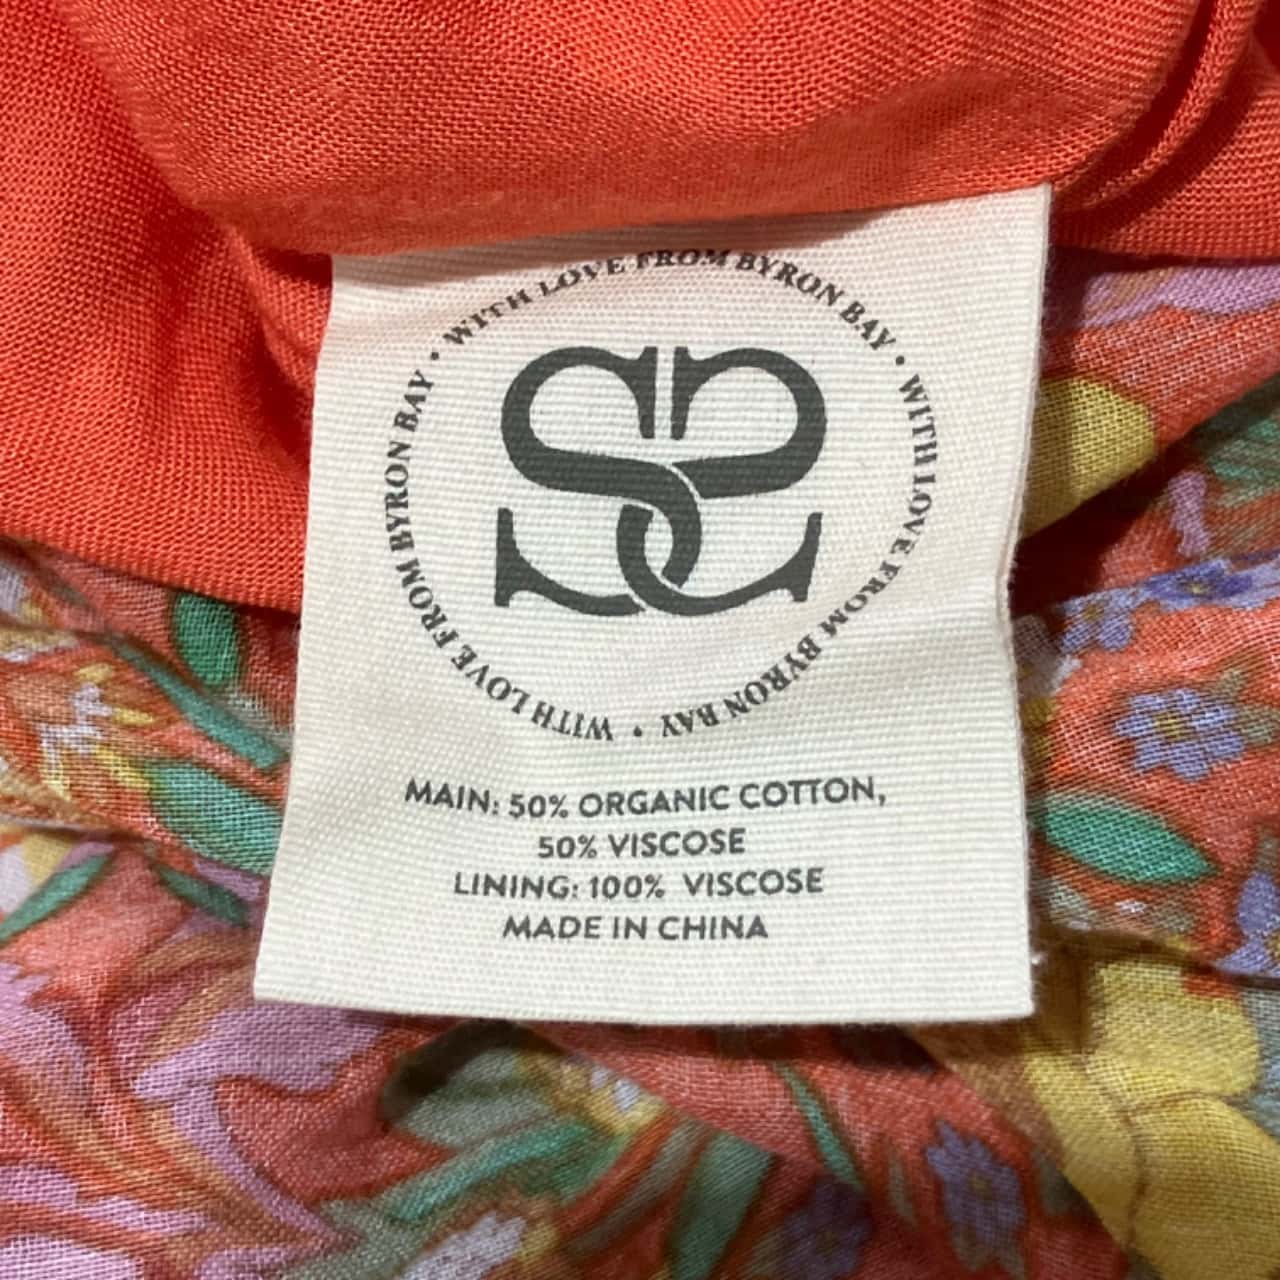 WITH LOVE FROM BYRON BAY • WITH LOVE FROM BYRON BAY • WITH LOVE FROM BYRON BAY •
MAIN: 50% ORGANIC COTTON,
50% VISCOSE
LINING: 100% VISCOSE
MADE IN CHINA